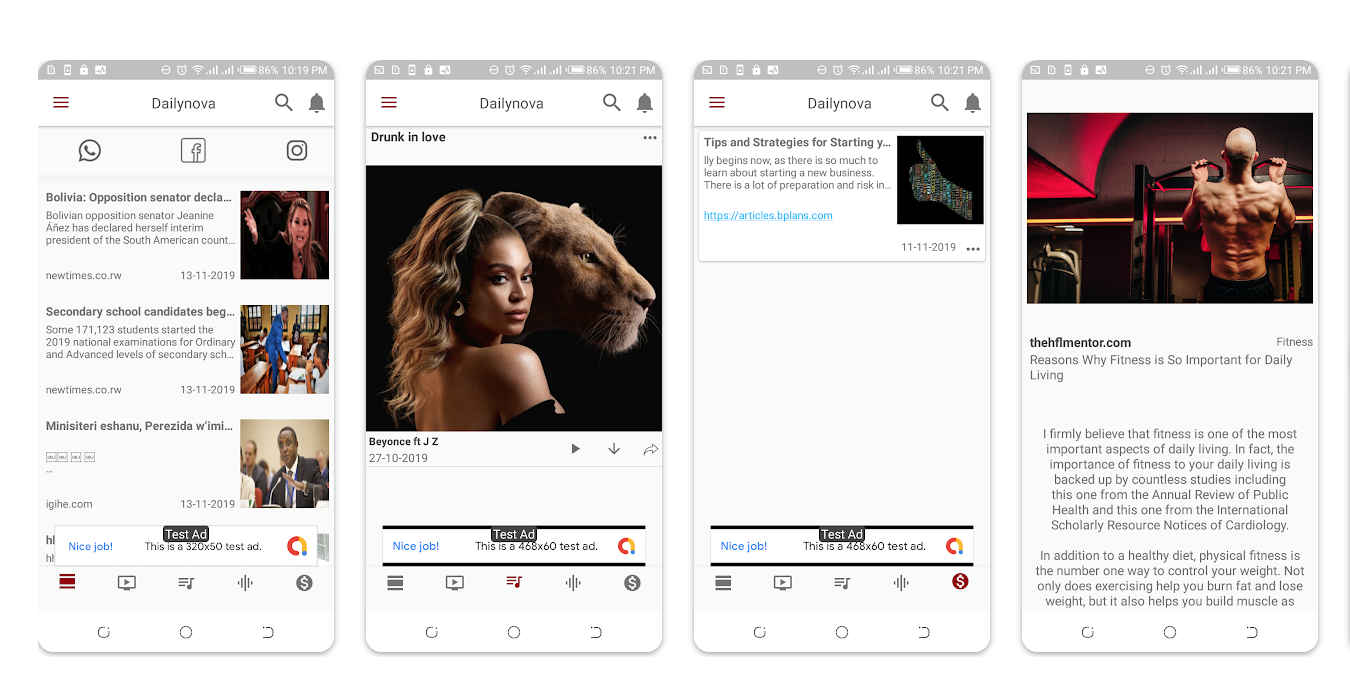 86% 10:19 PM
Dailynova
Bolivia: Opposition senator decla...
Bolivian opposition senator Jeanine
Áñez has declared herself interim
president of the South American count...
newtimes.co.rw 13-11-2019
Secondary school candidates beg...
Some 171,123 students started the
2019 national examinations for Ordinary
and Advanced levels of secondary sch...
newtimes.co.rw 13-11-2019
Minisiteri eshanu, Perezida w'imi...
...
igihe.com 13-11-2019
Test Ad
Nice job! This is a 320x50 test ad.
86% 10:21 PM
Dailynova
Drunk in love
Beyonce ft J Z
27-10-2019
Test Ad
Nice job! This is a 468x60 test ad.
86% 10:21 PM
Dailynova
Tips and Strategies for Starting y...
lly begins now, as there is so much to
learn about starting a new business.
There is a lot of preparation and risk in...
https://articles.bplans.com
11-11-2019
Test Ad
Nice job! This is a 468x60 test ad.
86% 10:21 PM
thehflmentor.com Fitness
Reasons Why Fitness is So Important for Daily
Living
I firmly believe that fitness is one of the most
important aspects of daily living. In fact, the
importance of fitness to your daily living is
backed up by countless studies including
this one from the Annual Review of Public
Health and this one from the International
Scholarly Resource Notices of Cardiology.
In addition to a healthy diet, physical fitness is
the number one way to control your weight. Not
only does exercising help you burn fat and lose
weight, but it also helps you build muscle as